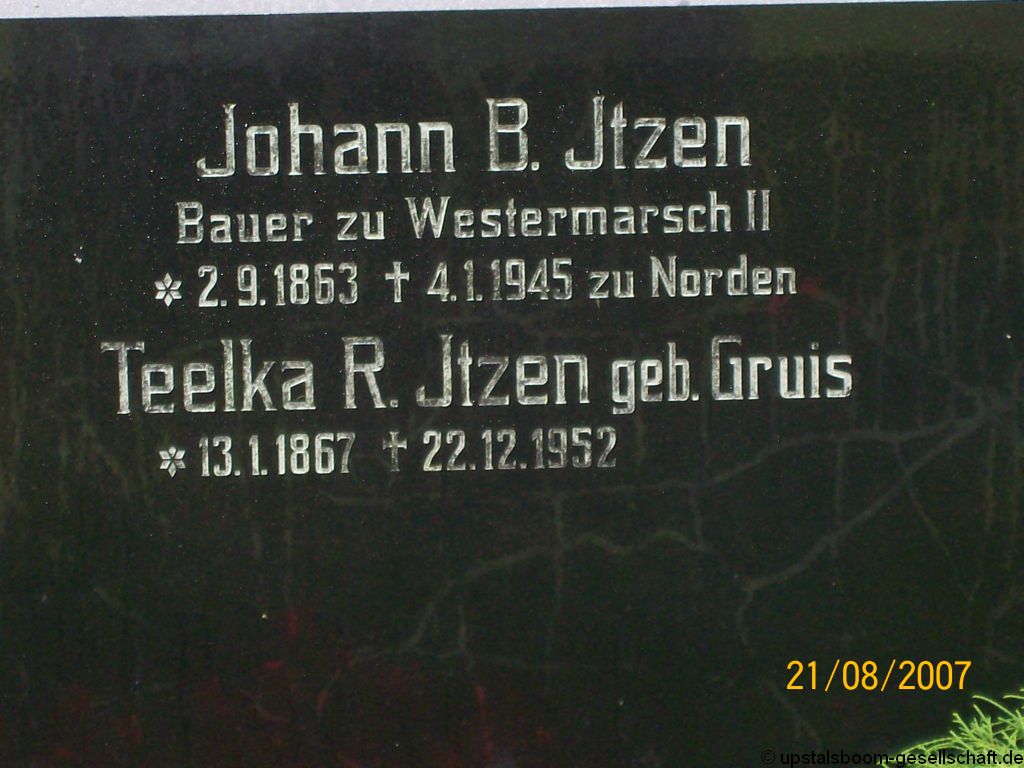 Johann B. Jtzen
Bauer zu Westermarsch II
* 2.9.1863 † 4.1.1945 zu Norden
Teelka R. Jtzen geb. Gruis
* 13.1.1867 † 22.12.1952
21/08/2007
© upstalsboom-gesellschaft.de